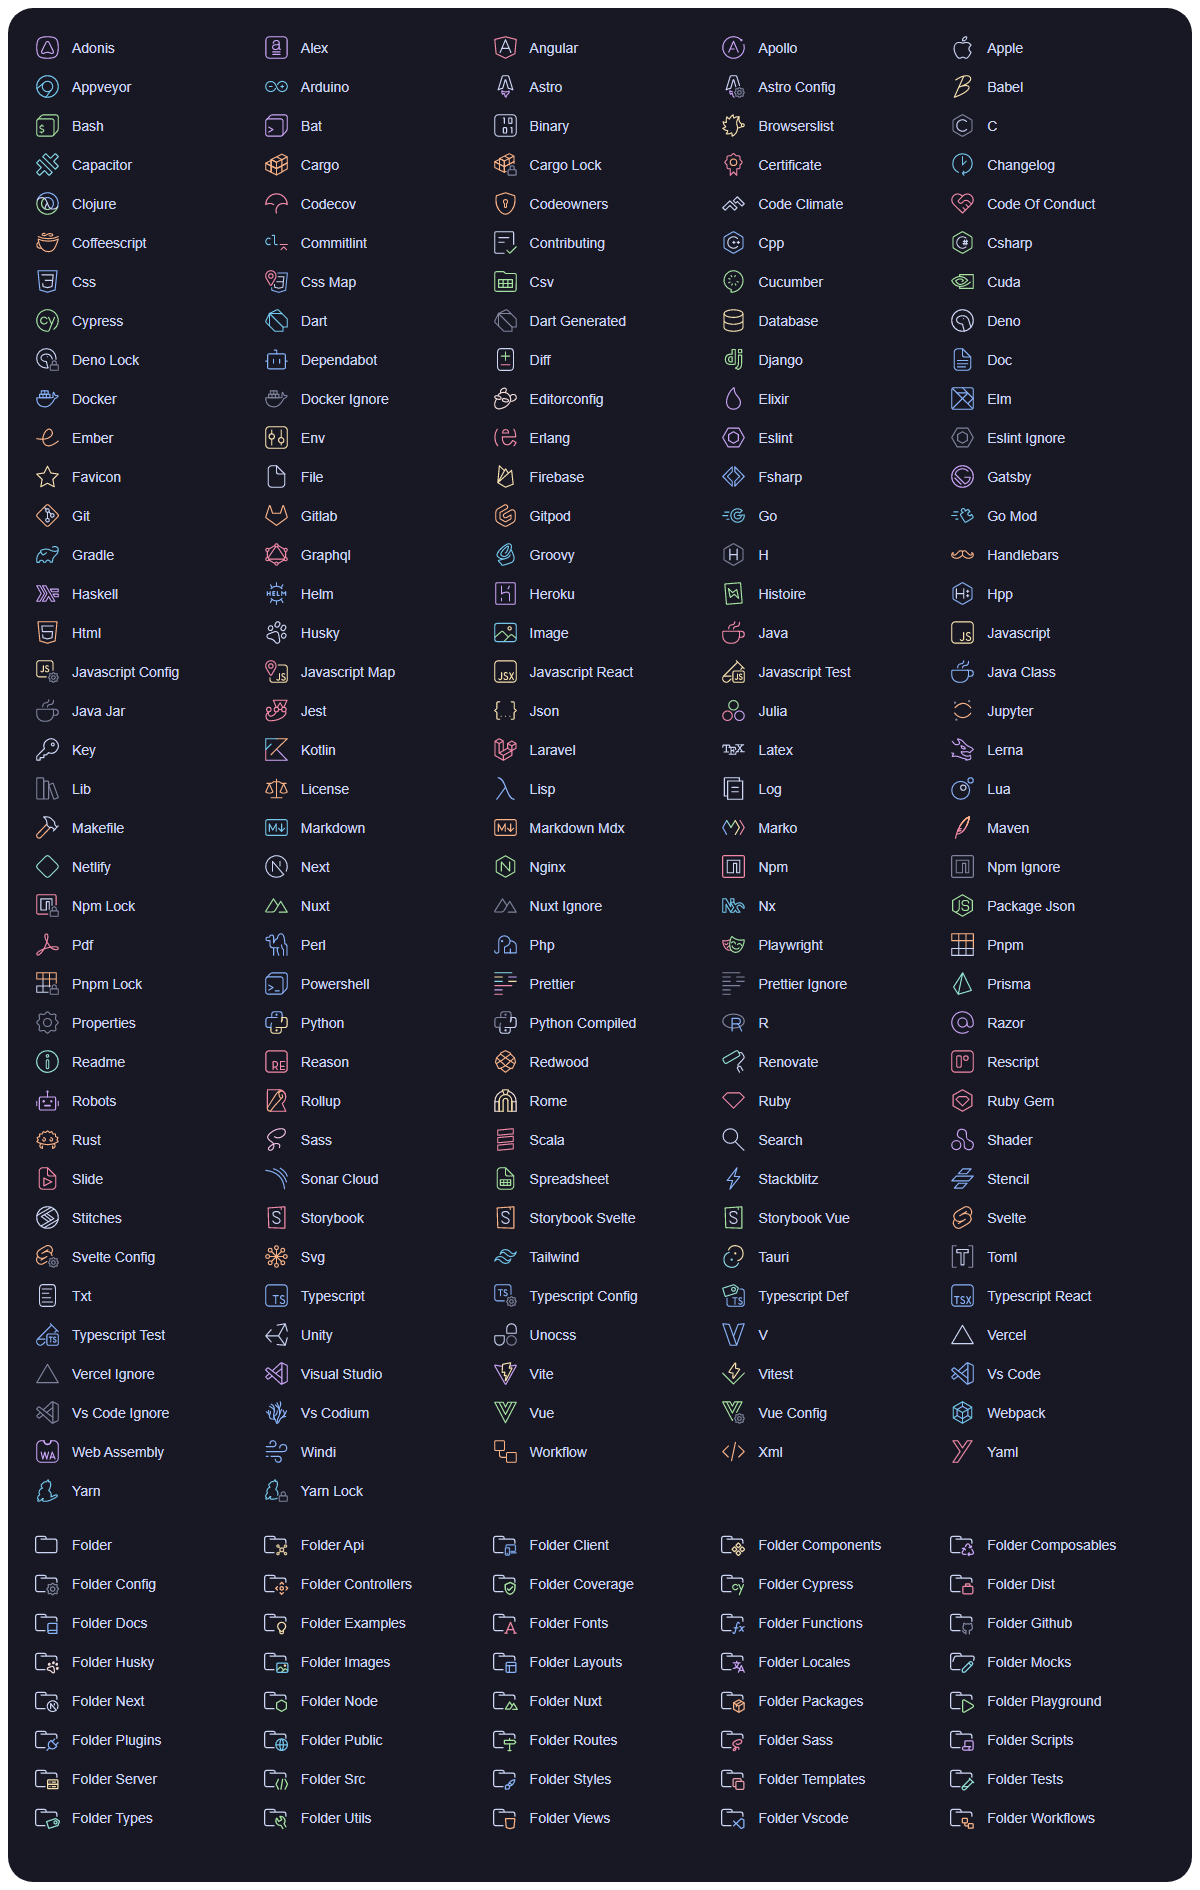 Adonis Alex Angular Apollo Apple
Appveyor Arduino Astro Astro Config Babel
Bash Bat Binary Browserslist C
Capacitor Cargo Cargo Lock Certificate Changelog
Clojure Codecov Codeowners Code Climate Code Of Conduct
Coffeescript Commitlint Contributing Cpp Csharp
Css Css Map Csv Cucumber Cuda
Cypress Dart Dart Generated Database Deno
Deno Lock Dependabot Diff Django Doc
Docker Docker Ignore Editorconfig Elixir Elm
Ember Env Erlang Eslint Eslint Ignore
Favicon File Firebase Fsharp Gatsby
Git Gitlab Gitpod Go Go Mod
Gradle Graphql Groovy H Handlebars
Haskell Helm Heroku Histoire Hpp
Html Husky Image Java Javascript
Javascript Config Javascript Map Javascript React Javascript Test Java Class
Java Jar Jest Json Julia Jupyter
Key Kotlin Laravel Latex Lerna
Lib License Lisp Log Lua
Makefile Markdown Markdown Mdx Marko Maven
Netlify Next Nginx Npm Npm Ignore
Npm Lock Nuxt Nuxt Ignore Nx Package Json
Pdf Perl Php Playwright Pnpm
Pnpm Lock Powershell Prettier Prettier Ignore Prisma
Properties Python Python Compiled R Razor
Readme Reason Redwood Renovate Rescript
Robots Rollup Rome Ruby Ruby Gem
Rust Sass Scala Search Shader
Slide Sonar Cloud Spreadsheet Stackblitz Stencil
Stitches Storybook Storybook Svelte Storybook Vue Svelte
Svelte Config Svg Tailwind Tauri Toml
Txt Typescript Typescript Config Typescript Def Typescript React
Typescript Test Unity Unocss V Vercel
Vercel Ignore Visual Studio Vite Vitest Vs Code
Vs Code Ignore Vs Codium Vue Vue Config Webpack
Web Assembly Windi Workflow Xml Yaml
Yarn Yarn Lock
Folder Folder Api Folder Client Folder Components Folder Composables
Folder Config Folder Controllers Folder Coverage Folder Cypress Folder Dist
Folder Docs Folder Examples Folder Fonts Folder Functions Folder Github
Folder Husky Folder Images Folder Layouts Folder Locales Folder Mocks
Folder Next Folder Node Folder Nuxt Folder Packages Folder Playground
Folder Plugins Folder Public Folder Routes Folder Sass Folder Scripts
Folder Server Folder Src Folder Styles Folder Templates Folder Tests
Folder Types Folder Utils Folder Views Folder Vscode Folder Workflows